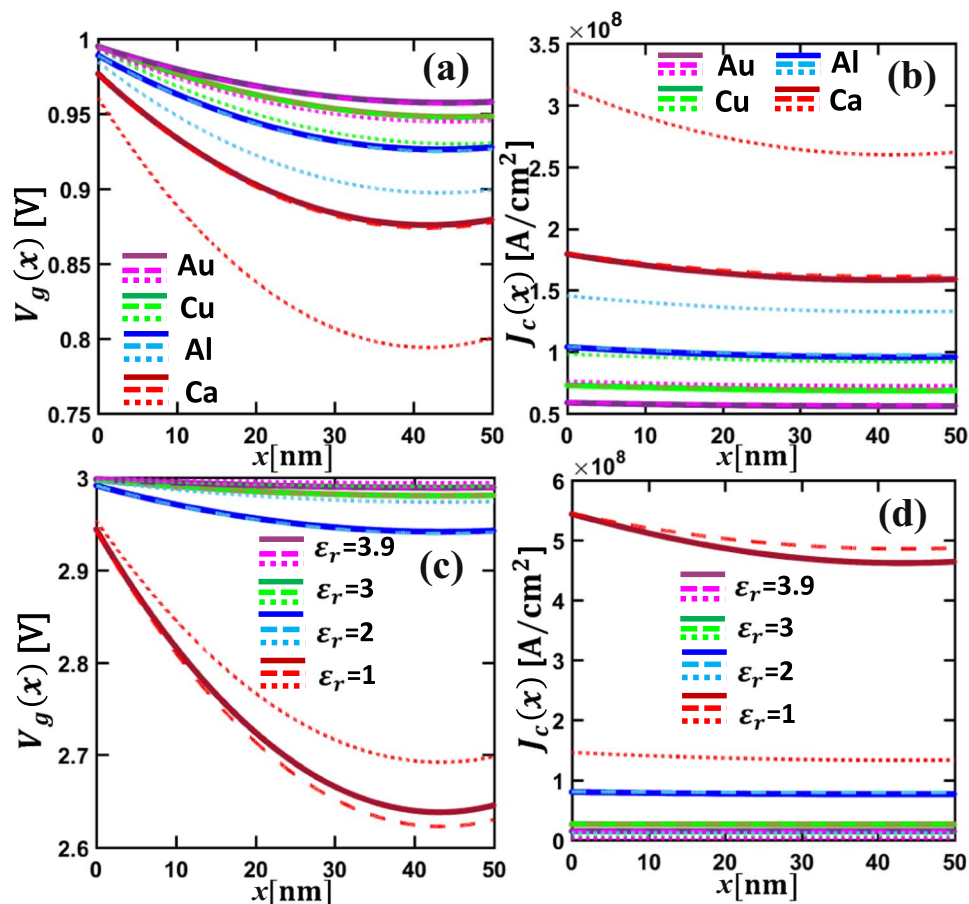 (a)
V_g(x) [V]
1
0.95
0.9
0.85
0.8
0.75
Au
Cu
Al
Ca
0 10 20 30 40 50
x[nm]
×10^8
(b)
J_c(x) [A/cm^2]
3.5
3
2.5
2
1.5
1
0.5
Au Al
Cu Ca
0 10 20 30 40 50
x[nm]
(c)
V_g(x) [V]
3
2.9
2.8
2.7
2.6
ε_r=3.9
ε_r=3
ε_r=2
ε_r=1
0 10 20 30 40 50
x[nm]
×10^8
(d)
J_c(x) [A/cm^2]
6
5
4
3
2
1
0
ε_r=3.9
ε_r=3
ε_r=2
ε_r=1
0 10 20 30 40 50
x[nm]